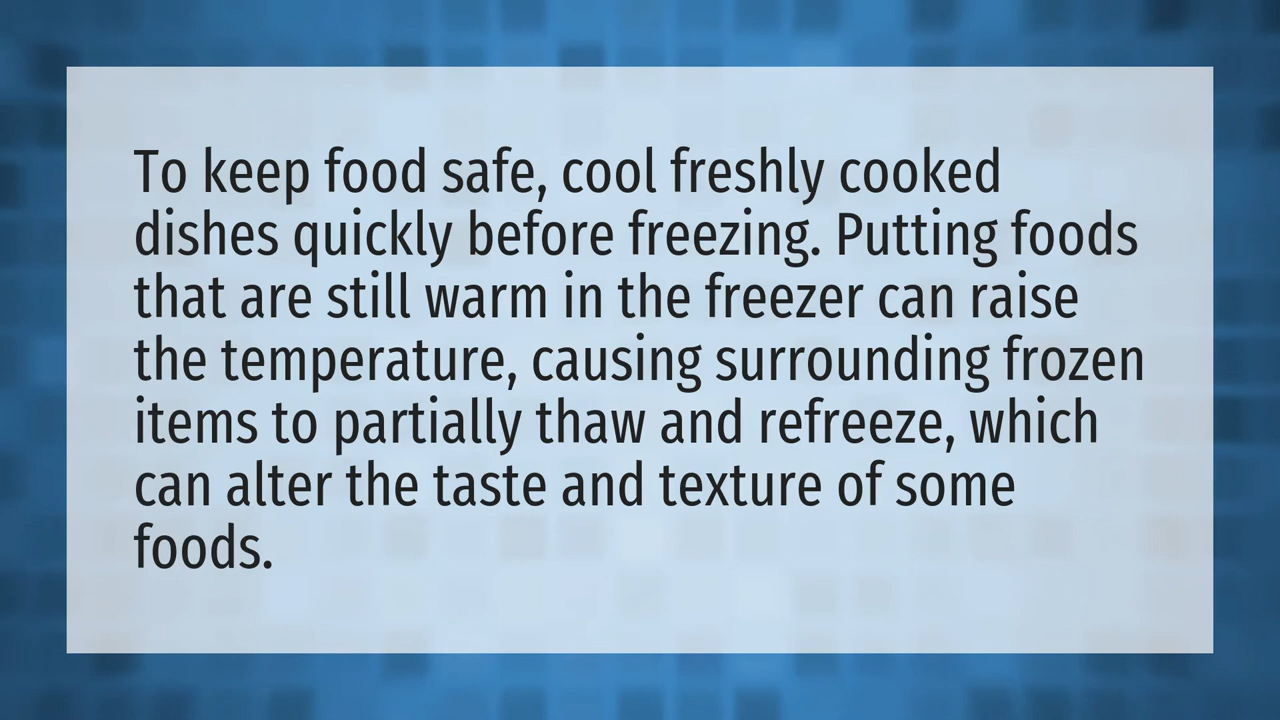 To keep food safe, cool freshly cooked
dishes quickly before freezing. Putting foods
that are still warm in the freezer can raise
the temperature, causing surrounding frozen
items to partially thaw and refreeze, which
can alter the taste and texture of some
foods.